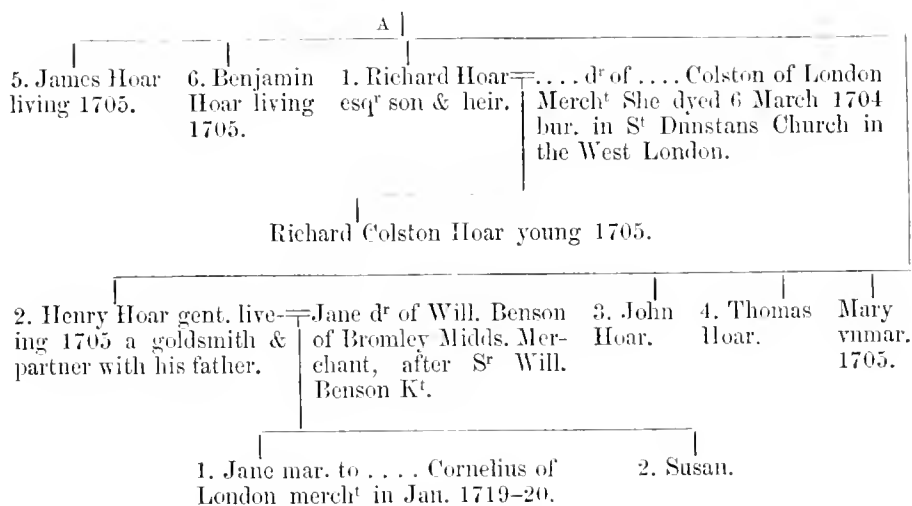 A
5. James Hoar
living 1705.
6. Benjamin
Hoar living
1705.
1. Richard Hoar
esqʳ son & heir.
. . . . dʳ of . . . . Colston of London
Merchᵗ She dyed 6 March 1704
bur. in Sᵗ Dunstans Church in
the West London.
Richard Colston Hoar young 1705.
2. Henry Hoar gent. live-
ing 1705 a goldsmith &
partner with his father.
Jane dʳ of Will. Benson
of Bromley Midds. Mer-
chant, after Sʳ Will.
Benson Kᵗ.
3. John
Hoar.
4. Thomas
Hoar.
Mary
vnmar.
1705.
1. Jane mar. to . . . . Cornelius of
London merchᵗ in Jan. 1719–20.
2. Susan.